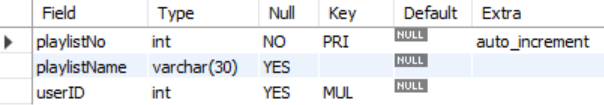 Field Type Null Key Default Extra
playlistNo int NO PRI NULL auto_increment
playlistName varchar(30) YES NULL
userID int YES MUL NULL